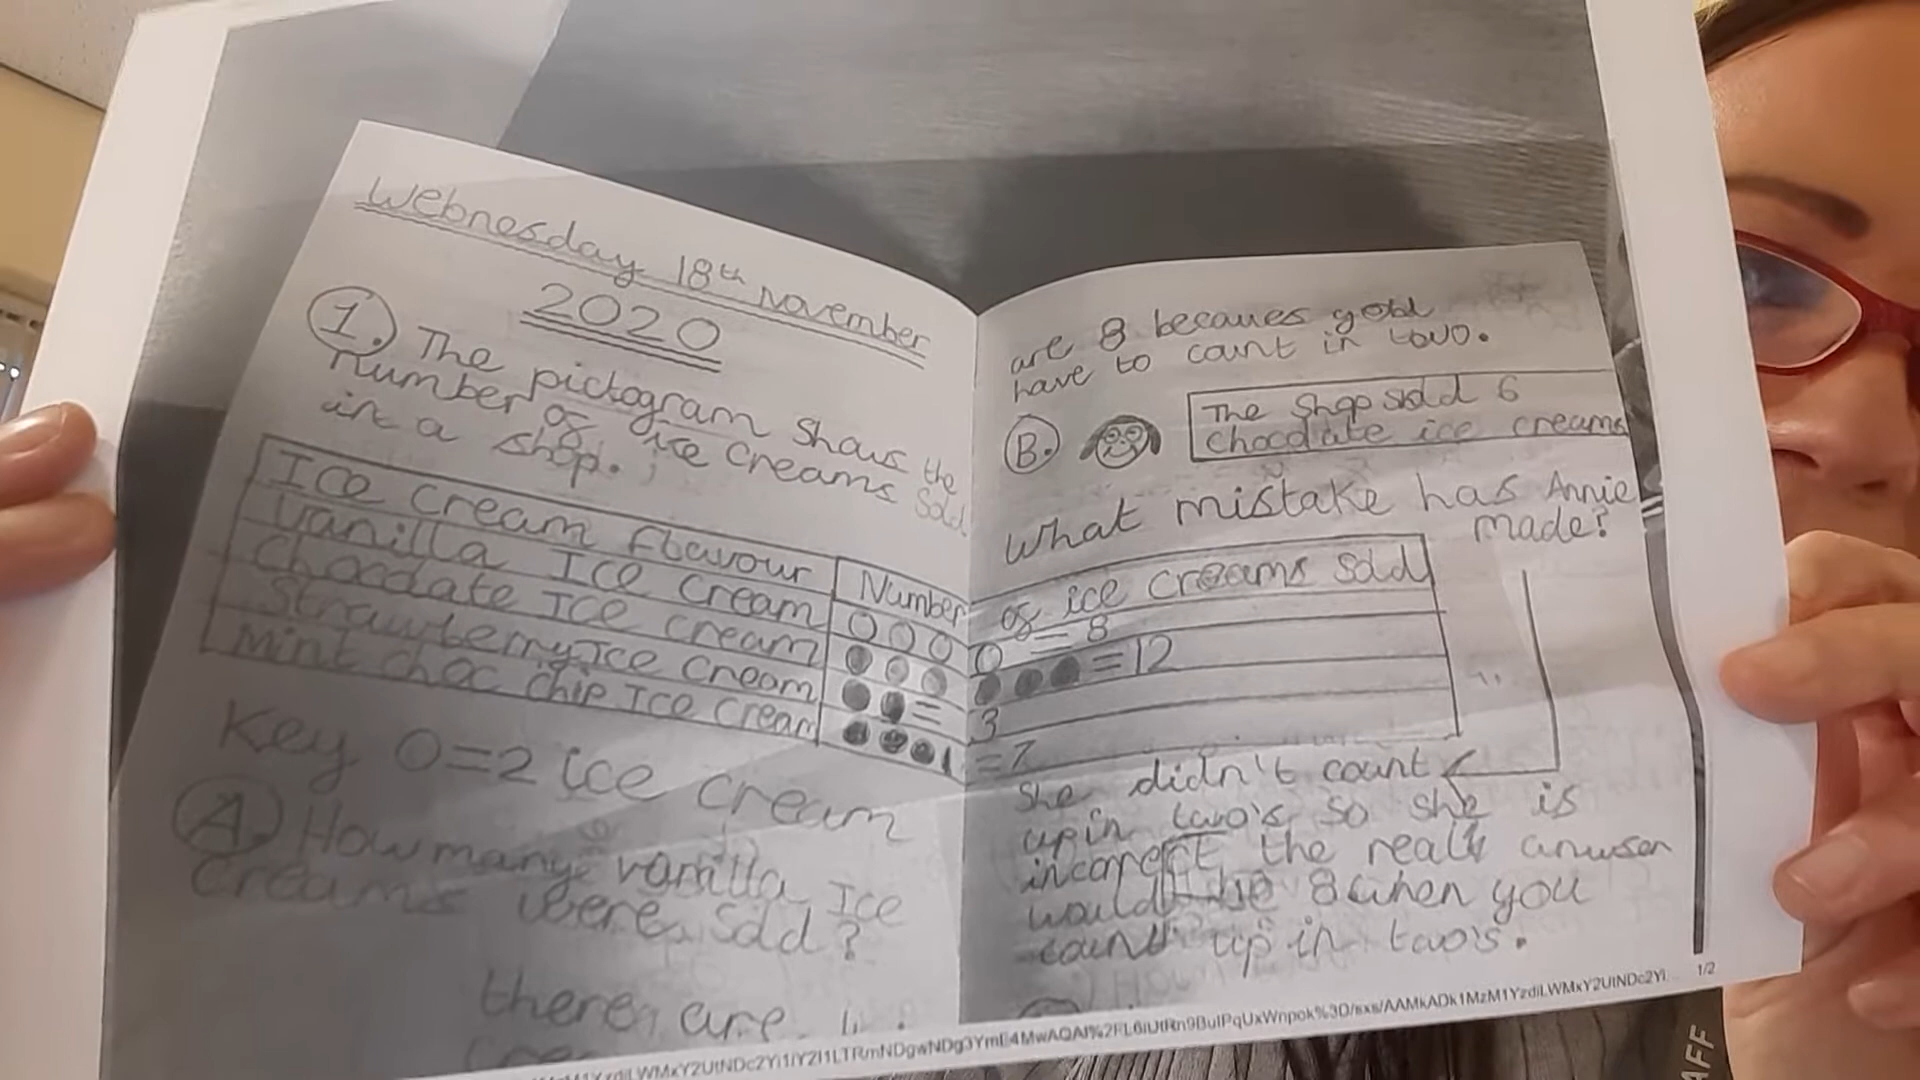 Webnesday 18th November
2020
1. The pictogram shows the
number of ice creams sold
in a shop.
Ice cream flavour Number of ice creams sold
Vanilla Ice cream = 8
Chocdate Ice cream = 12
Strawberry ice cream = 3
Mint choc chip Ice cream = 7
Key O=2 ice cream
A. How many vanilla Ice
creams were sold?
there are
are 8 becaues
have to count in two.
B. The shop sold 6
chocdate ice creams
What mistake has Annie
made?
She didn't count
up in two's so she is
incorrect the really
would be 8 when you
count up in two's.
1/2
AFF